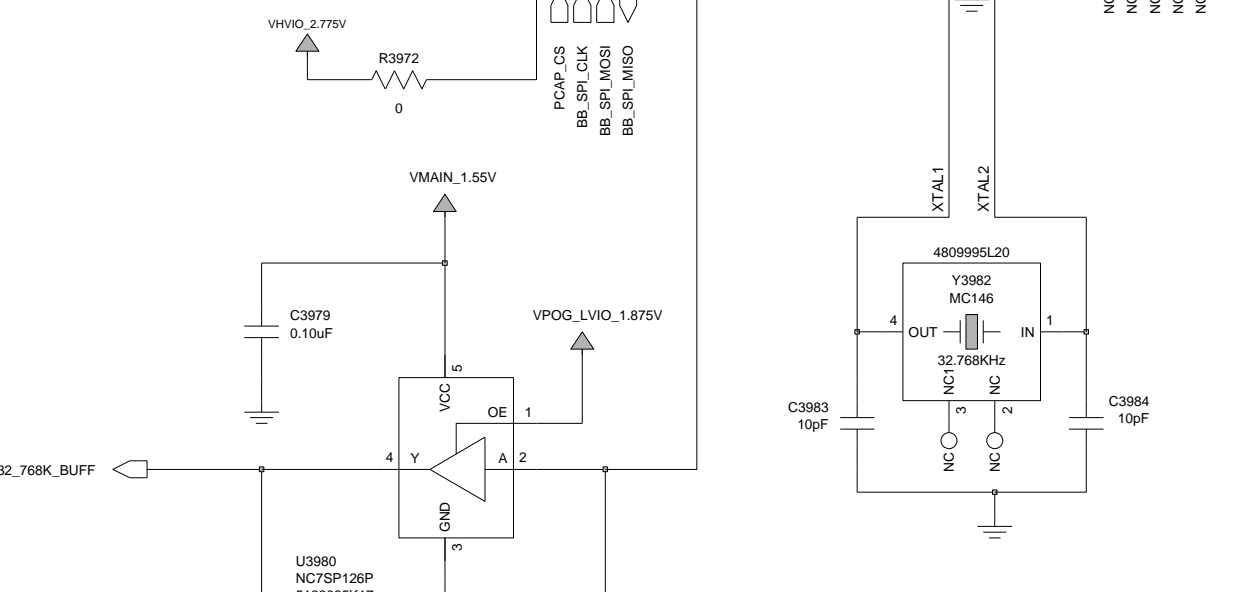 VHVIO_2.775V
R3972
0
PCAP_CS
BB_SPI_CLK
BB_SPI_MOSI
BB_SPI_MISO
VMAIN_1.55V
C3979
0.10uF
VPOG_LVIO_1.875V
5
VCC
OE
1
4
Y
A
2
GND
3
32_768K_BUFF
U3980
NC7SP126P
XTAL1
XTAL2
4809995L20
Y3982
MC146
4
OUT
IN
1
32.768KHz
NC1
NC
3
2
C3983
10pF
C3984
10pF
NC
NC